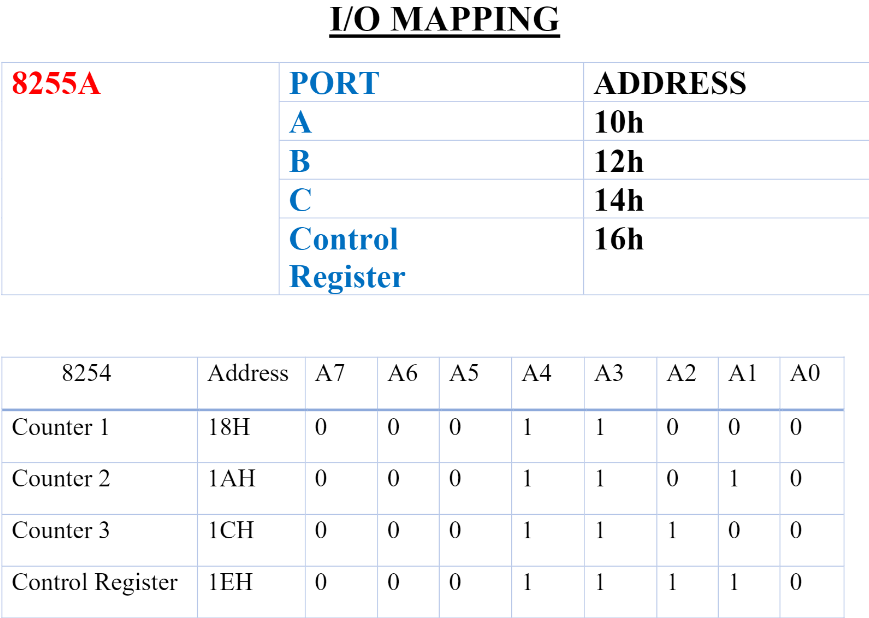 I/O MAPPING
8255A PORT ADDRESS
A 10h
B 12h
C 14h
Control 16h
Register
8254 Address A7 A6 A5 A4 A3 A2 A1 A0
Counter 1 18H 0 0 0 1 1 0 0 0
Counter 2 1AH 0 0 0 1 1 0 1 0
Counter 3 1CH 0 0 0 1 1 1 0 0
Control Register 1EH 0 0 0 1 1 1 1 0